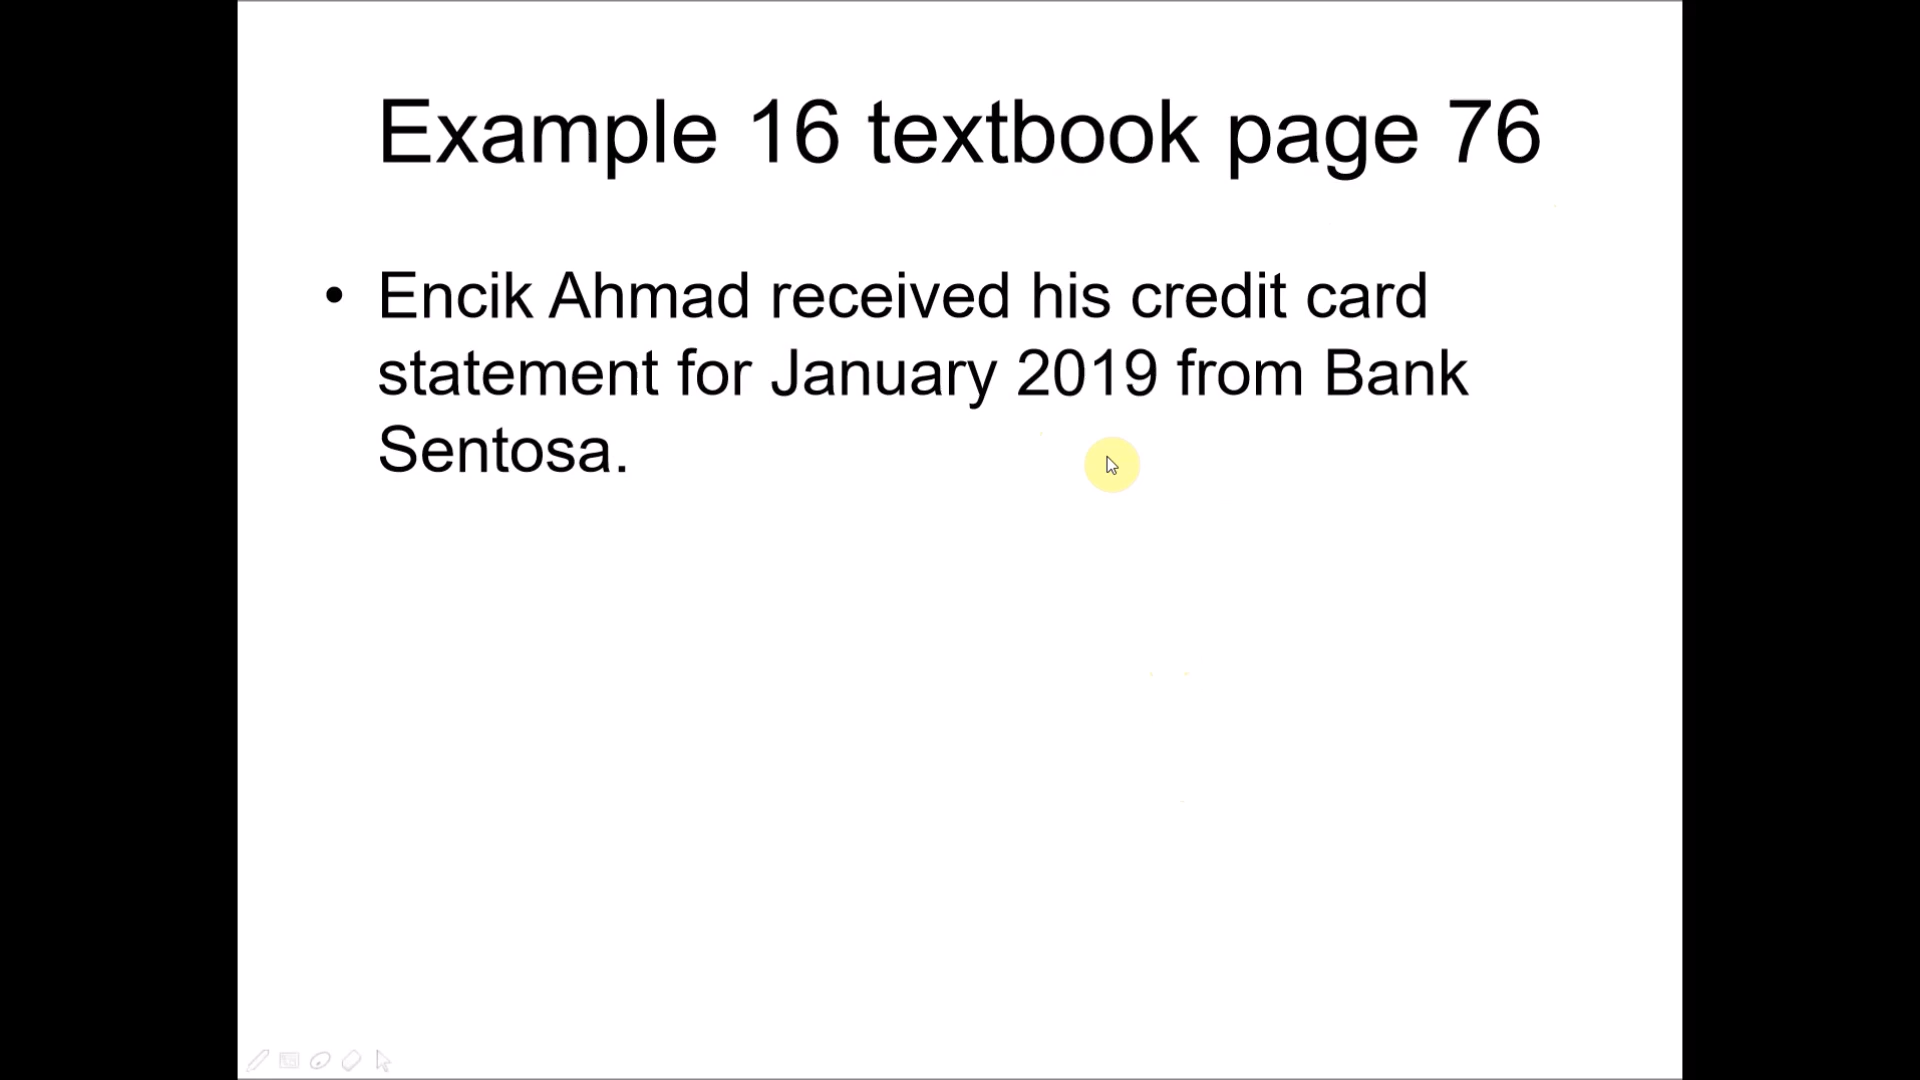 Example 16 textbook page 76
• Encik Ahmad received his credit card
statement for January 2019 from Bank
Sentosa.